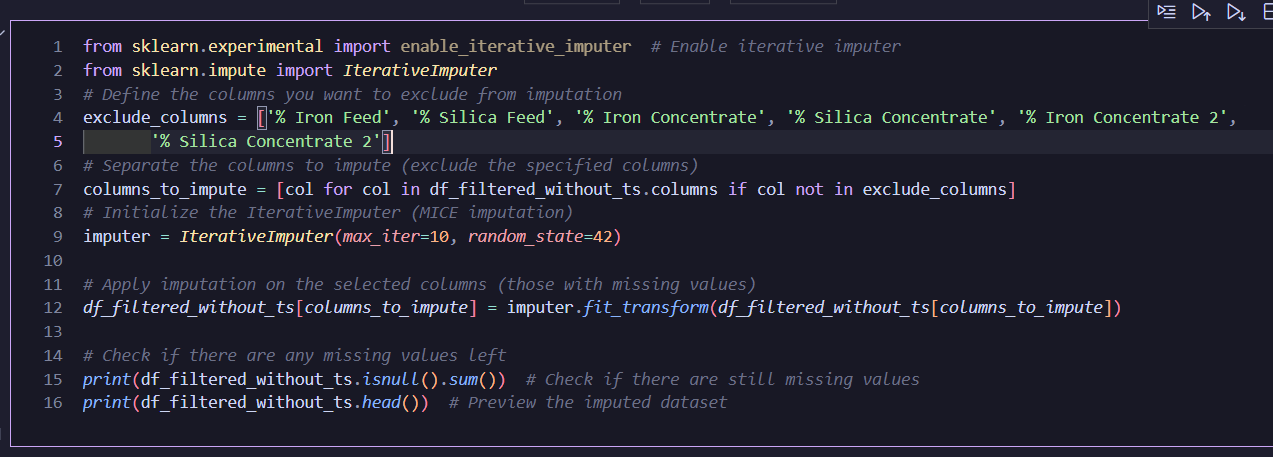 1 from sklearn.experimental import enable_iterative_imputer # Enable iterative imputer
2 from sklearn.impute import IterativeImputer
3 # Define the columns you want to exclude from imputation
4 exclude_columns = ['% Iron Feed', '% Silica Feed', '% Iron Concentrate', '% Silica Concentrate', '% Iron Concentrate 2',
5 '% Silica Concentrate 2']
6 # Separate the columns to impute (exclude the specified columns)
7 columns_to_impute = [col for col in df_filtered_without_ts.columns if col not in exclude_columns]
8 # Initialize the IterativeImputer (MICE imputation)
9 imputer = IterativeImputer(max_iter=10, random_state=42)
10
11 # Apply imputation on the selected columns (those with missing values)
12 df_filtered_without_ts[columns_to_impute] = imputer.fit_transform(df_filtered_without_ts[columns_to_impute])
13
14 # Check if there are any missing values left
15 print(df_filtered_without_ts.isnull().sum()) # Check if there are still missing values
16 print(df_filtered_without_ts.head()) # Preview the imputed dataset